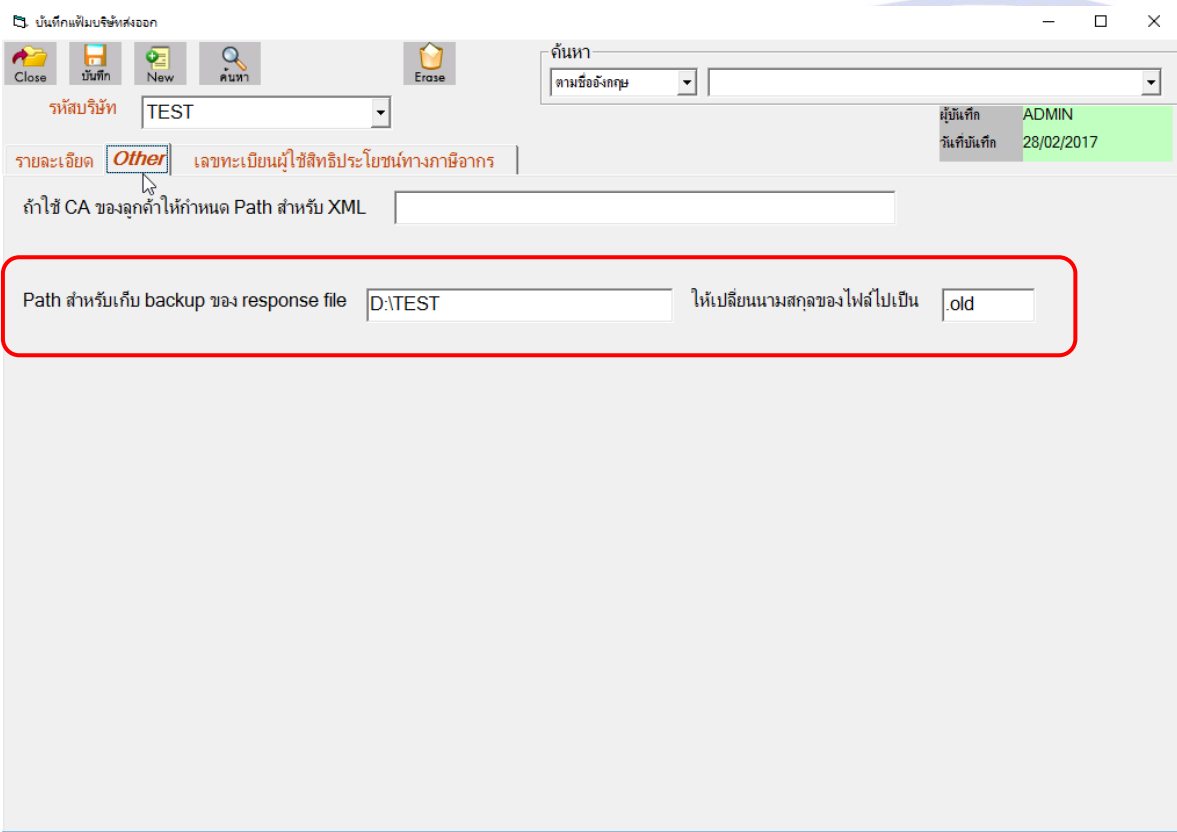 บันทึกแฟ้มบริษัทส่งออก
Close บันทึก New ค้นหา Erase
ค้นหา
ตามชื่ออังกฤษ
รหัสบริษัท TEST
ผู้บันทึก ADMIN
วันที่บันทึก 28/02/2017
รายละเอียด Other เลขทะเบียนผู้ใช้สิทธิประโยชน์ทางภาษีอากร
ถ้าใช้ CA ของลูกค้าให้กำหนด Path สำหรับ XML
Path สำหรับเก็บ backup ของ response file D:\TEST ให้เปลี่ยนนามสกุลของไฟล์ไปเป็น .old